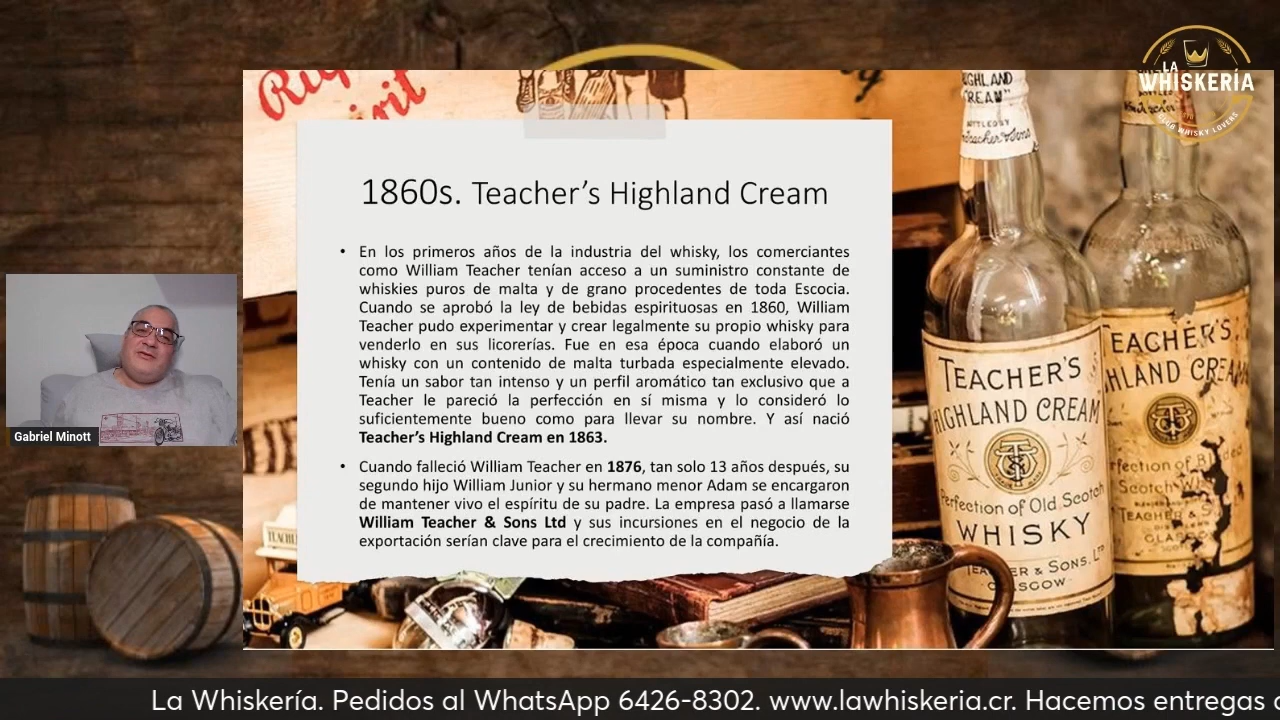 LA
WHISKERÍA
CLUB WHISKY LOVERS
1860s. Teacher’s Highland Cream
• En los primeros años de la industria del whisky, los comerciantes
como William Teacher tenían acceso a un suministro constante de
whiskies puros de malta y de grano procedentes de toda Escocia.
Cuando se aprobó la ley de bebidas espirituosas en 1860, William
Teacher pudo experimentar y crear legalmente su propio whisky para
venderlo en sus licorerías. Fue en esa época cuando elaboró un
whisky con un contenido de malta turbada especialmente elevado.
Tenía un sabor tan intenso y un perfil aromático tan exclusivo que a
Teacher le pareció la perfección en sí misma y lo consideró lo
suficientemente bueno como para llevar su nombre. Y así nació
Teacher’s Highland Cream en 1863.
• Cuando falleció William Teacher en 1876, tan solo 13 años después, su
segundo hijo William Junior y su hermano menor Adam se encargaron
de mantener vivo el espíritu de su padre. La empresa pasó a llamarse
William Teacher & Sons Ltd y sus incursiones en el negocio de la
exportación serían clave para el crecimiento de la compañía.
TEACHER'S
HIGHLAND CREAM
Perfection of Old Scotch
WHISKY
GLASGOW
TEACHER'S
HIGHLAND CREAM
Gabriel Minott
La Whiskería. Pedidos al WhatsApp 6426-8302. www.lawhiskeria.cr. Hacemos entregas